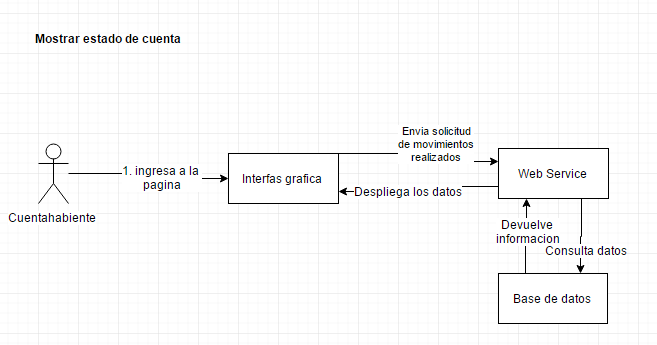 Mostrar estado de cuenta
Envia solicitud
de movimientos
realizados
1. ingresa a la
pagina
Interfas grafica
Web Service
Despliega los datos
Cuentahabiente
Devuelve
informacion
Consulta datos
Base de datos